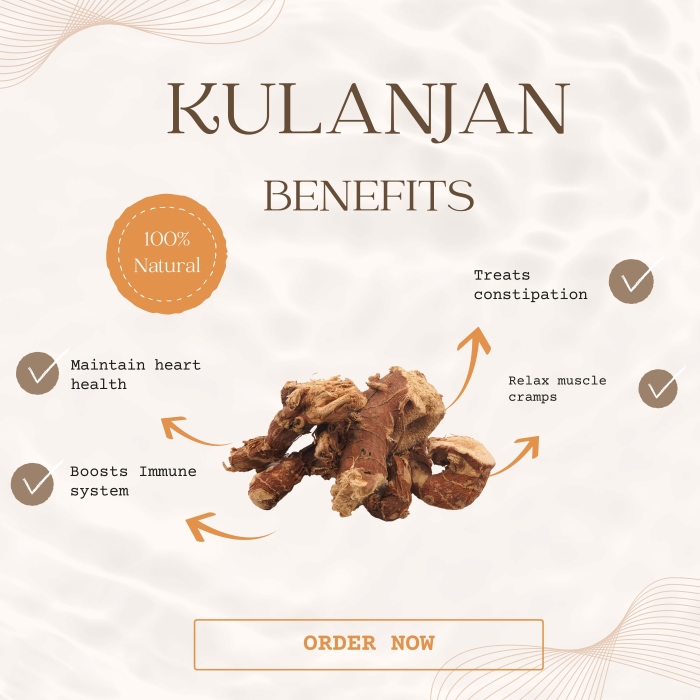 KULANJAN
BENEFITS
100%
Natural
Treats
constipation
Maintain heart
health
Relax muscle
cramps
Boosts Immune
system
ORDER NOW